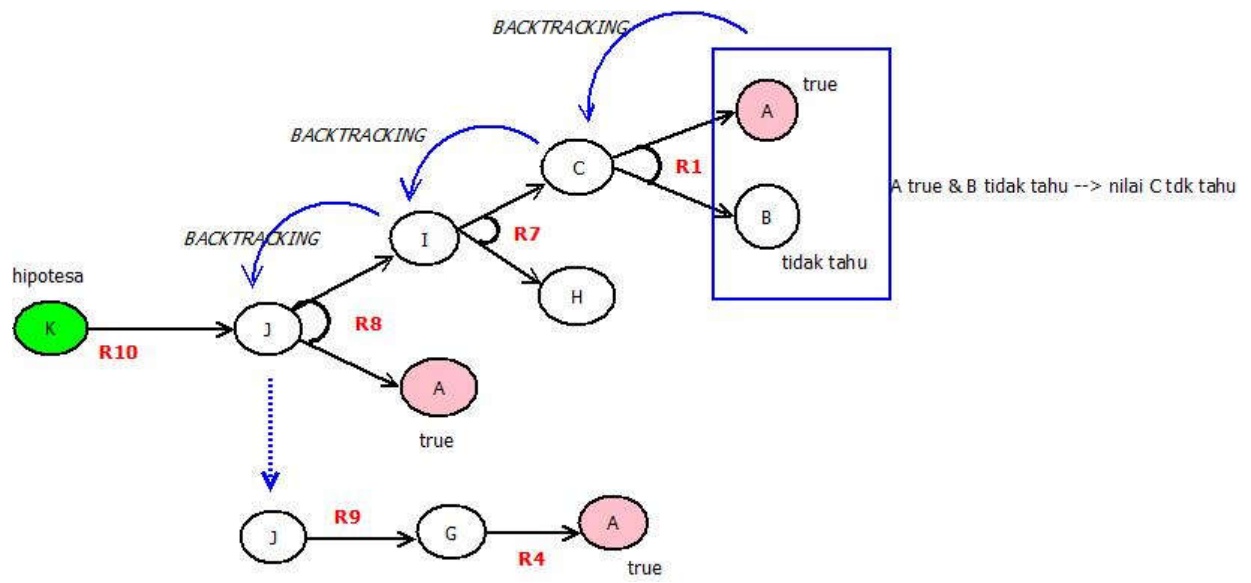 BACKTRACKING
true
A
BACKTRACKING
C
R1
A true & B tidak tahu --> nilai C tdk tahu
B
I
R7
BACKTRACKING
tidak tahu
hipotesa
H
K
J
R8
R10
A
true
R9
A
J
G
R4
true